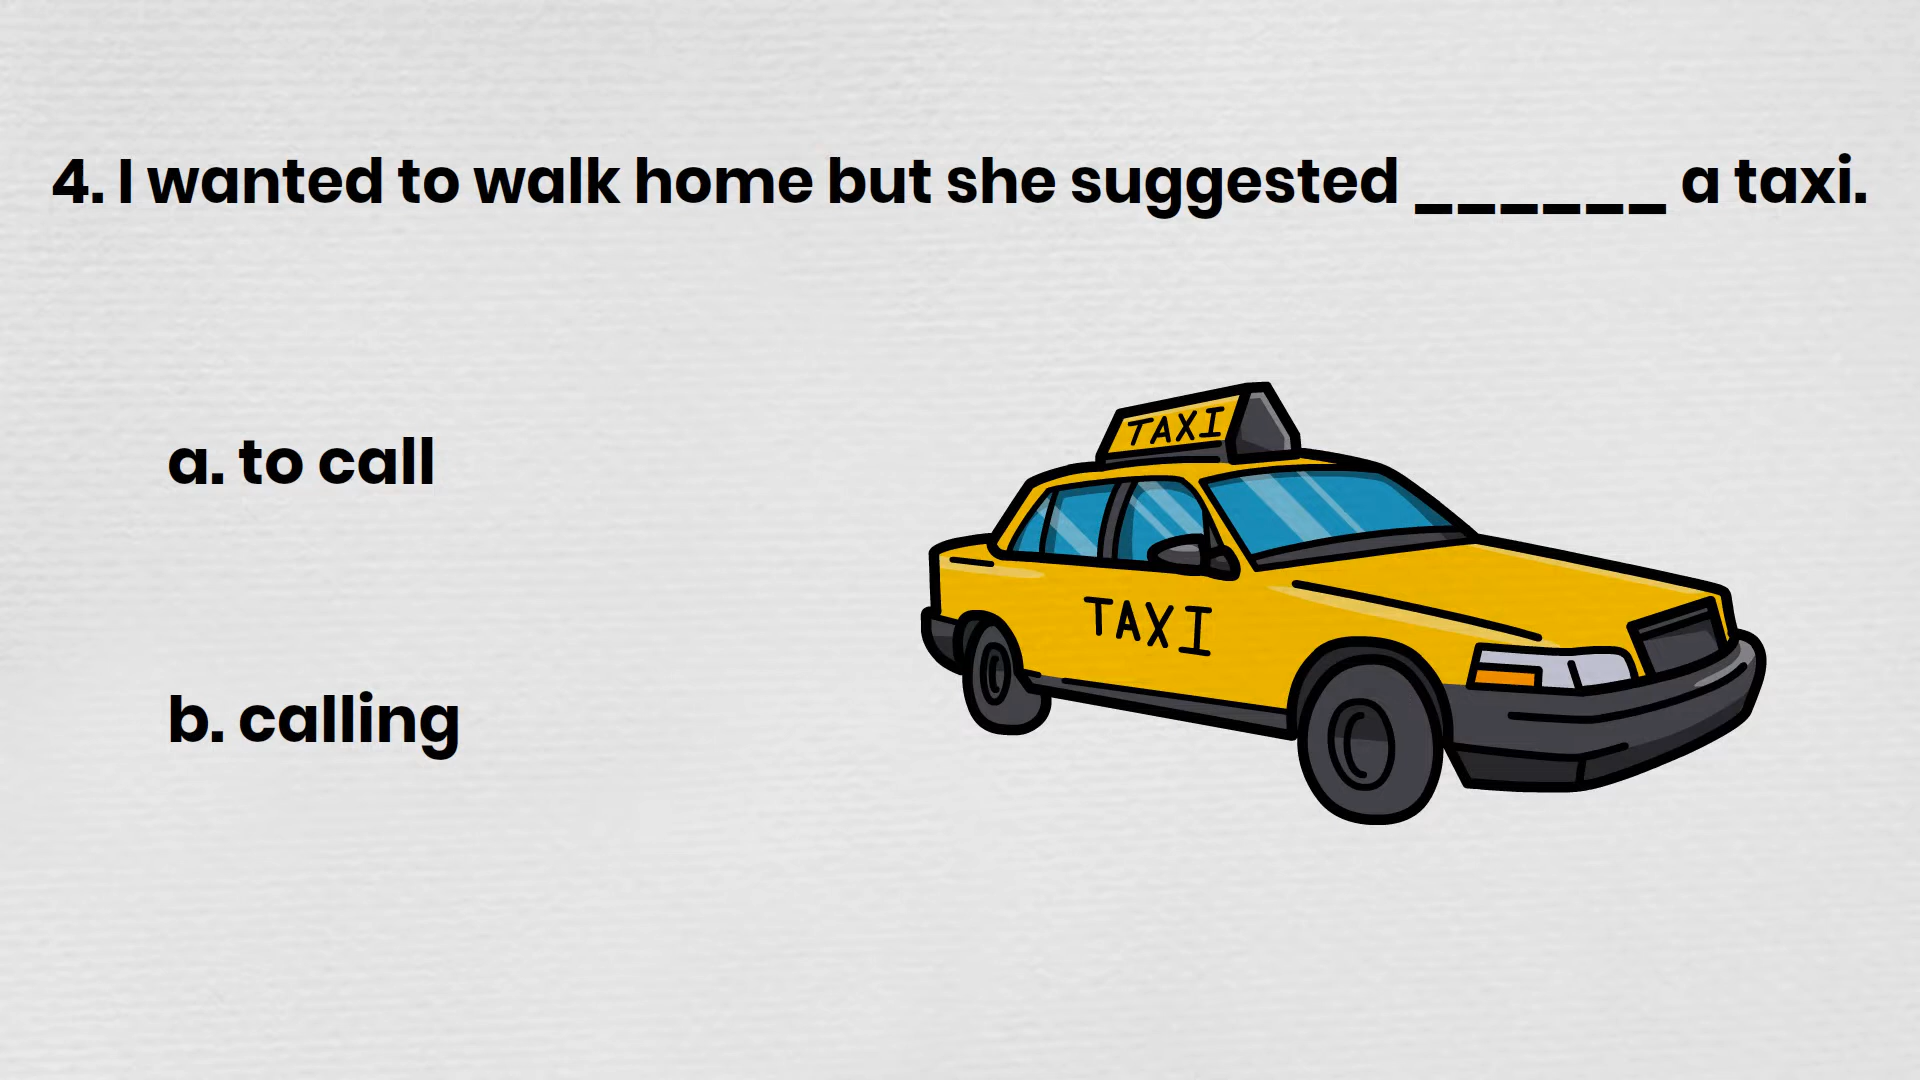 4. I wanted to walk home but she suggested ______ a taxi.
a. to call
TAXI
TAXI
b. calling